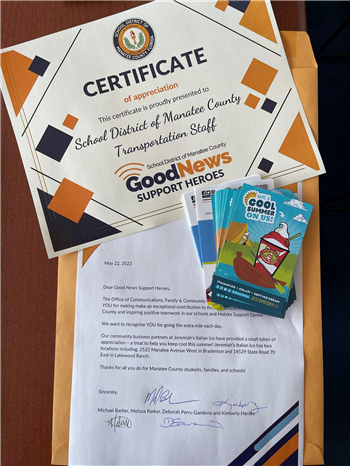 SCHOOL DISTRICT OF
MANATEE COUNTY
CERTIFICATE
of appreciation
This certificate is proudly presented to
School District of Manatee County
Transportation Staff
School District of Manatee County
GoodNews
SUPPORT HEROES
HAVE A
COOL
SUMMER
ON US!
May 22, 2023
Dear Good News Support Heroes,
The Office of Communications, Family & Community
YOU for making an exceptional contribution to
County and inspiring positive teamwork in our schools and Matzke Support Center.
We want to recognize YOU for going the extra mile each day.
Our community business partners at Jeremiah's Italian Ice have provided a small token of
appreciation – a treat to help you keep cool this summer! Jeremiah's Italian Ice has two
locations including: 2525 Manatee Avenue West in Bradenton and 14529 State Road 70
East in Lakewood Ranch.
Thanks for all you do for Manatee County students, families, and schools!
Sincerely,
Michael Barber, Melissa Parker, Deborah Perry-Gambino and Kimberly